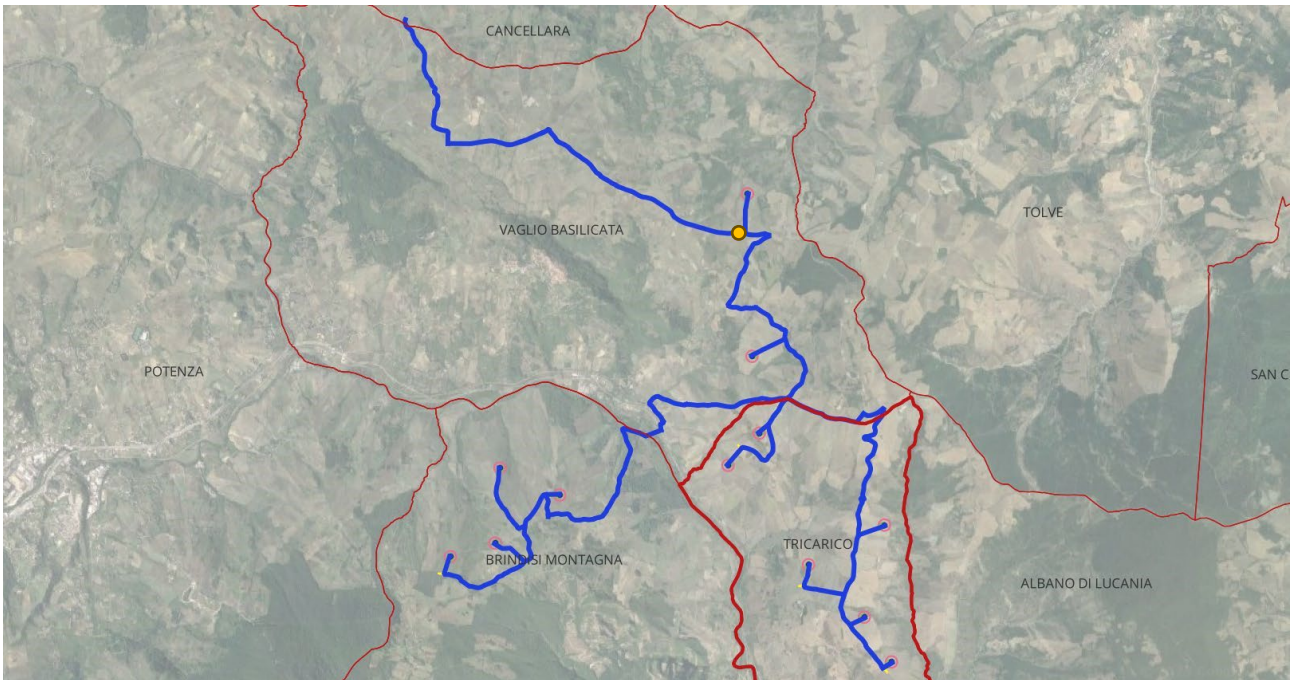 CANCELLARA
TOLVE
VAGLIO BASILICATA
POTENZA
SAN C
TRICARICO
BRINDISI MONTAGNA
ALBANO DI LUCANIA